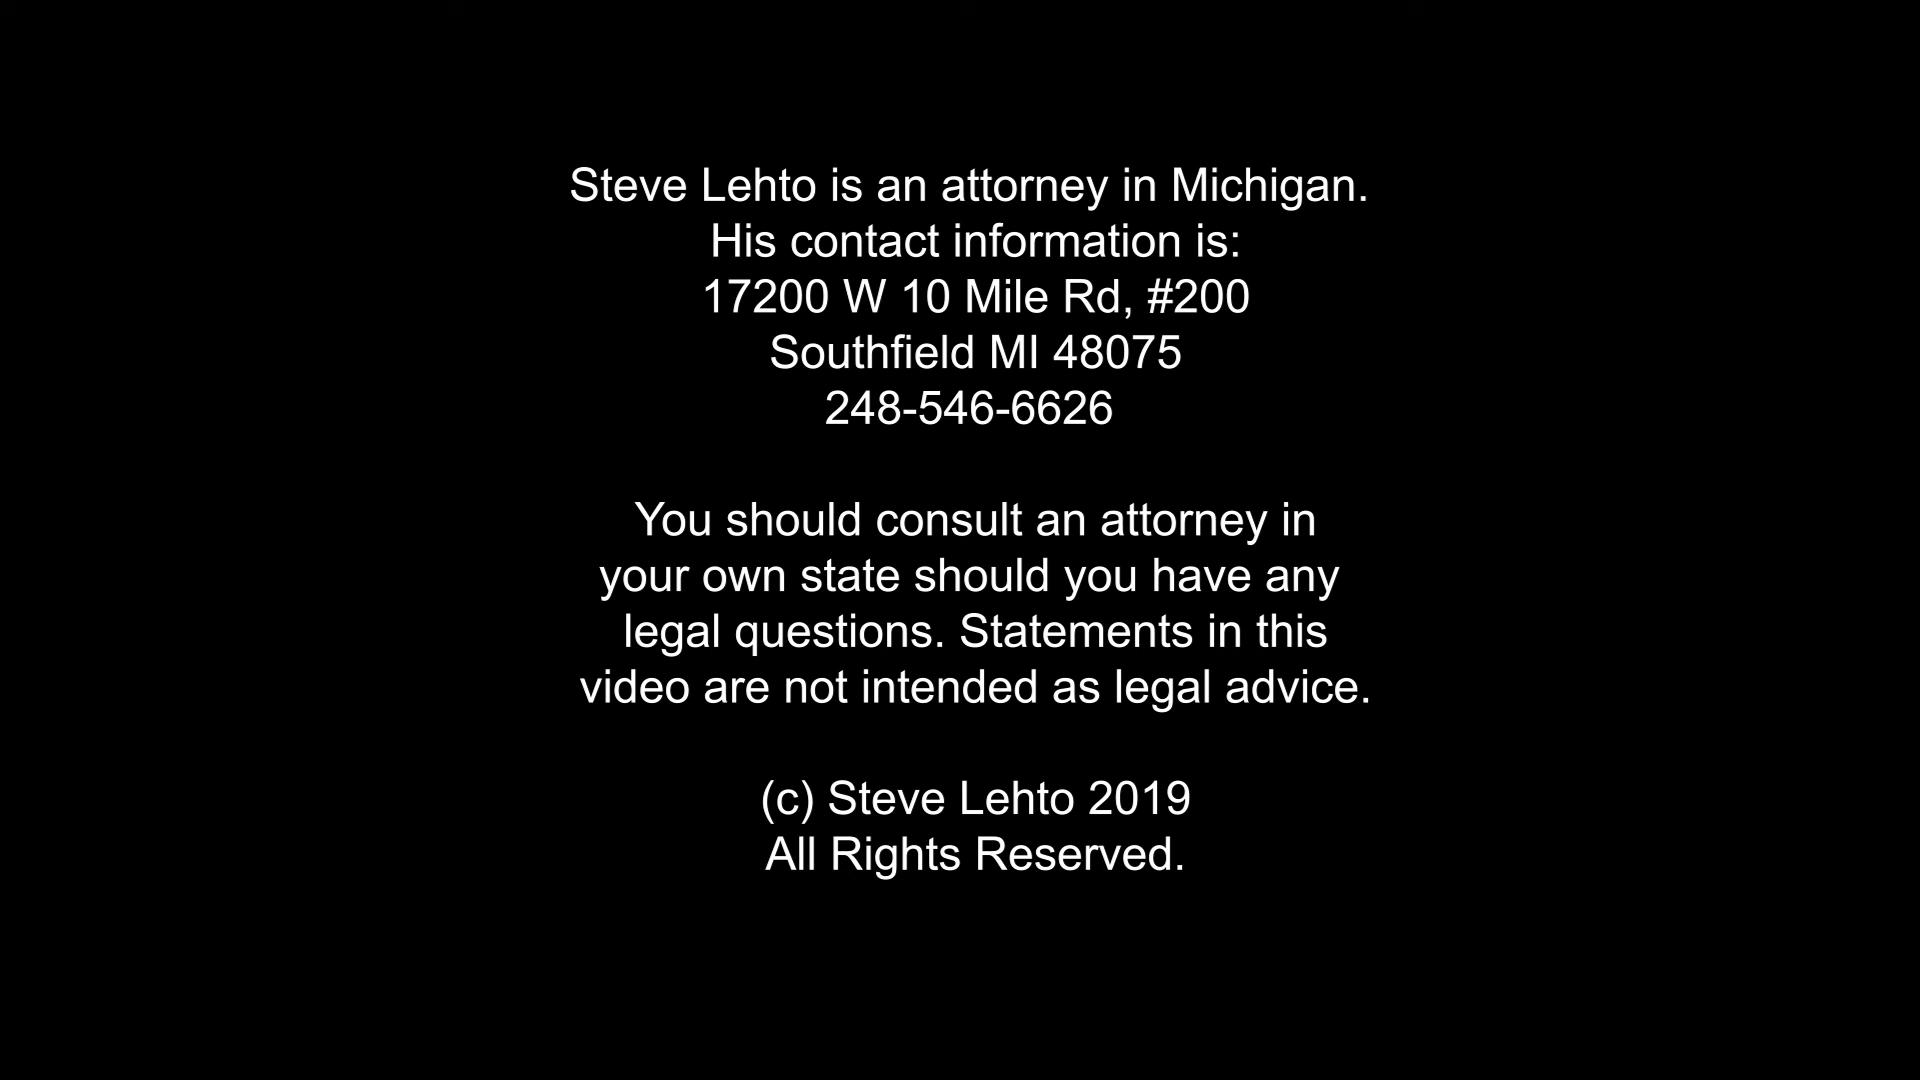 Steve Lehto is an attorney in Michigan.
His contact information is:
17200 W 10 Mile Rd, #200
Southfield MI 48075
248-546-6626
You should consult an attorney in
your own state should you have any
legal questions. Statements in this
video are not intended as legal advice.
(c) Steve Lehto 2019
All Rights Reserved.